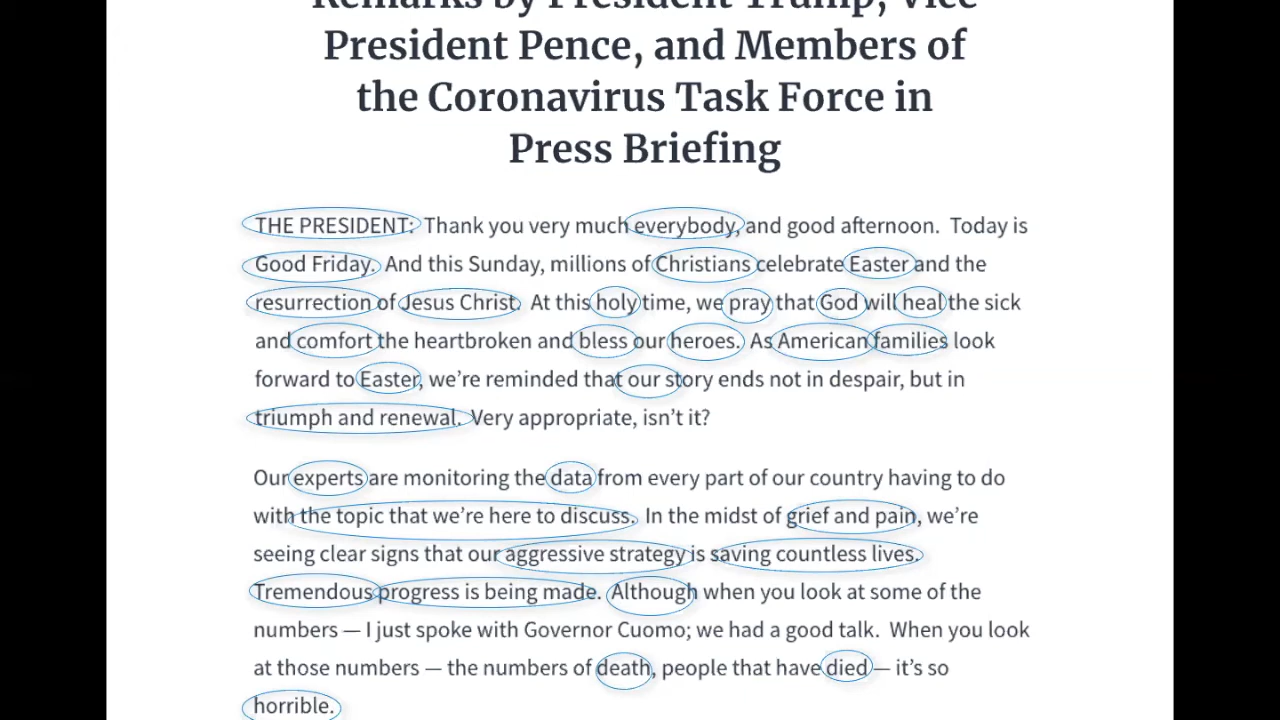 Remarks by President Trump, Vice
President Pence, and Members of
the Coronavirus Task Force in
Press Briefing
THE PRESIDENT: Thank you very much everybody, and good afternoon. Today is
Good Friday. And this Sunday, millions of Christians celebrate Easter and the
resurrection of Jesus Christ. At this holy time, we pray that God will heal the sick
and comfort the heartbroken and bless our heroes. As American families look
forward to Easter, we’re reminded that our story ends not in despair, but in
triumph and renewal. Very appropriate, isn’t it?
Our experts are monitoring the data from every part of our country having to do
with the topic that we’re here to discuss. In the midst of grief and pain, we’re
seeing clear signs that our aggressive strategy is saving countless lives.
Tremendous progress is being made. Although when you look at some of the
numbers — I just spoke with Governor Cuomo; we had a good talk. When you look
at those numbers — the numbers of death, people that have died — it’s so
horrible.